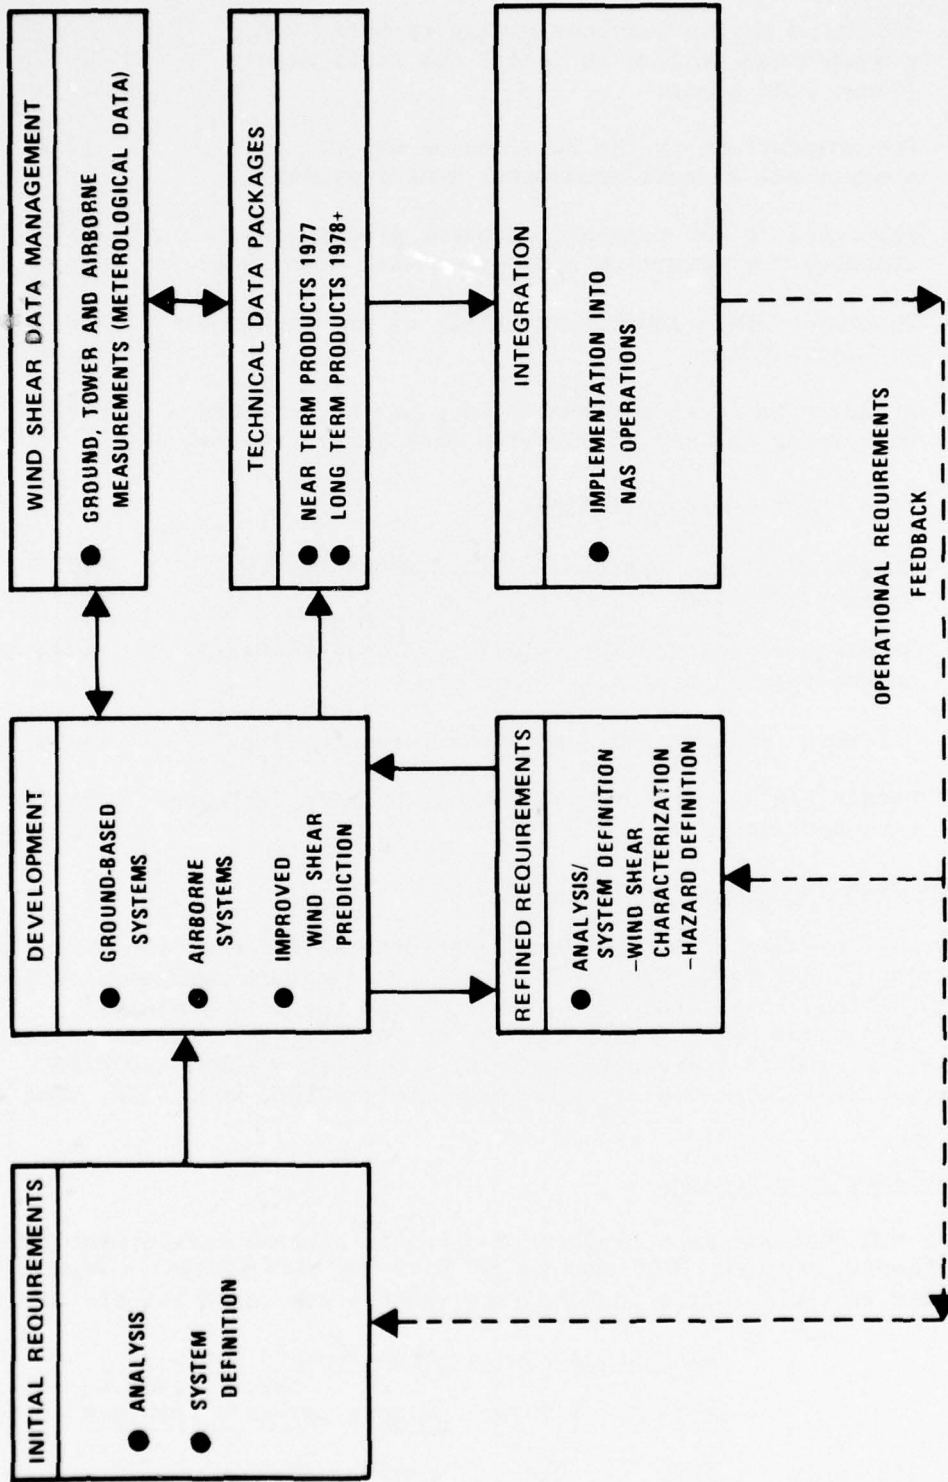 INITIAL REQUIREMENTS
● ANALYSIS
● SYSTEM
DEFINITION
DEVELOPMENT
● GROUND-BASED
SYSTEMS
● AIRBORNE
SYSTEMS
● IMPROVED
WIND SHEAR
PREDICTION
REFINED REQUIREMENTS
● ANALYSIS/
SYSTEM DEFINITION
–WIND SHEAR
CHARACTERIZATION
–HAZARD DEFINITION
WIND SHEAR DATA MANAGEMENT
● GROUND, TOWER AND AIRBORNE
MEASUREMENTS (METROLOGICAL DATA)
TECHNICAL DATA PACKAGES
● NEAR TERM PRODUCTS 1977
● LONG TERM PRODUCTS 1978+
INTEGRATION
● IMPLEMENTATION INTO
NAS OPERATIONS
OPERATIONAL REQUIREMENTS
FEEDBACK